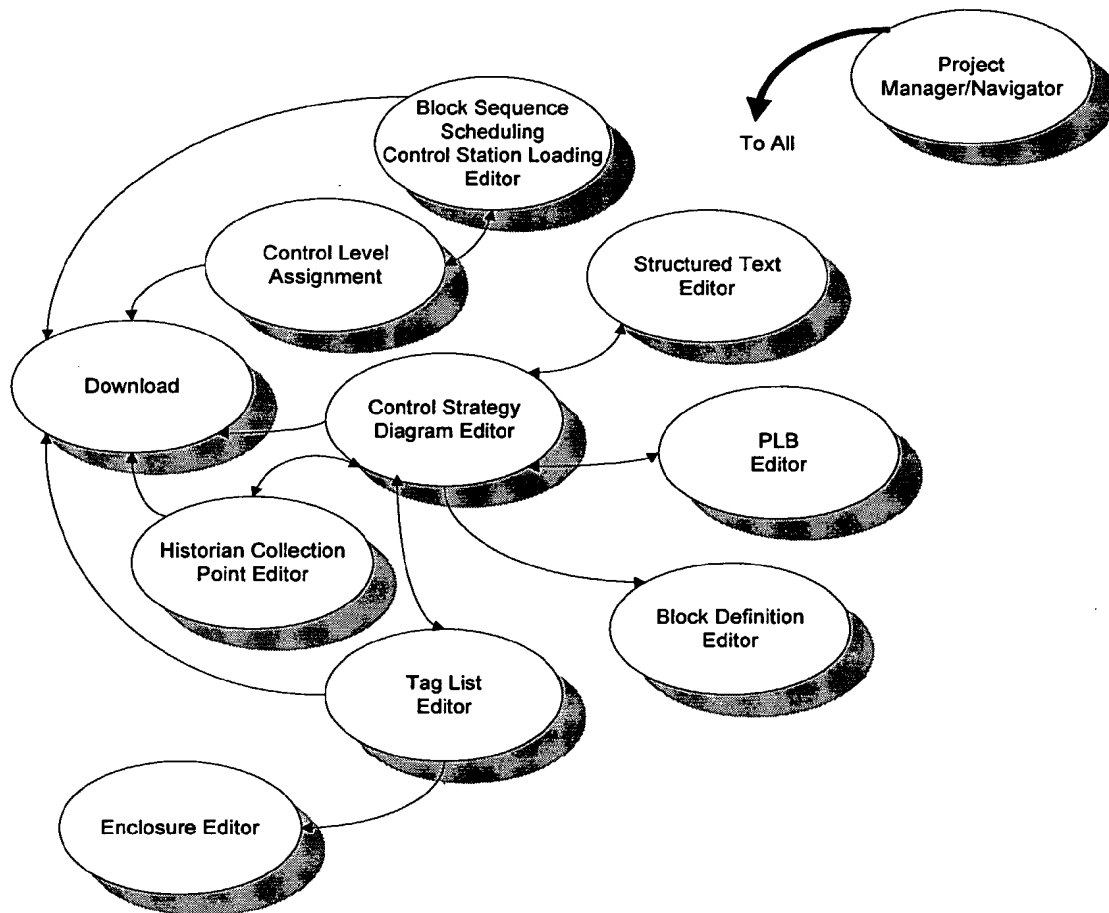 Project
Manager/Navigator
To All
Block Sequence
Scheduling
Control Station Loading
Editor
Control Level
Assignment
Structured Text
Editor
Download
Control Strategy
Diagram Editor
PLB
Editor
Historian Collection
Point Editor
Block Definition
Editor
Tag List
Editor
Enclosure Editor